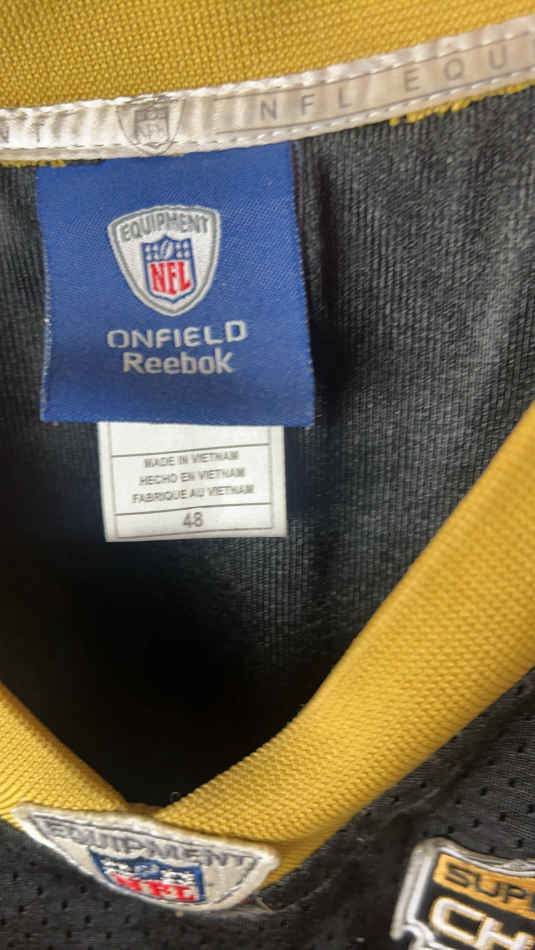 NFL EQU
NFL
EQUIPMENT
NFL
ONFIELD
Reebok
MADE IN VIETNAM
HECHO EN VIETNAM
FABRIQUE AU VIETNAM
48
EQUIPMENT
NFL
SUP
CH